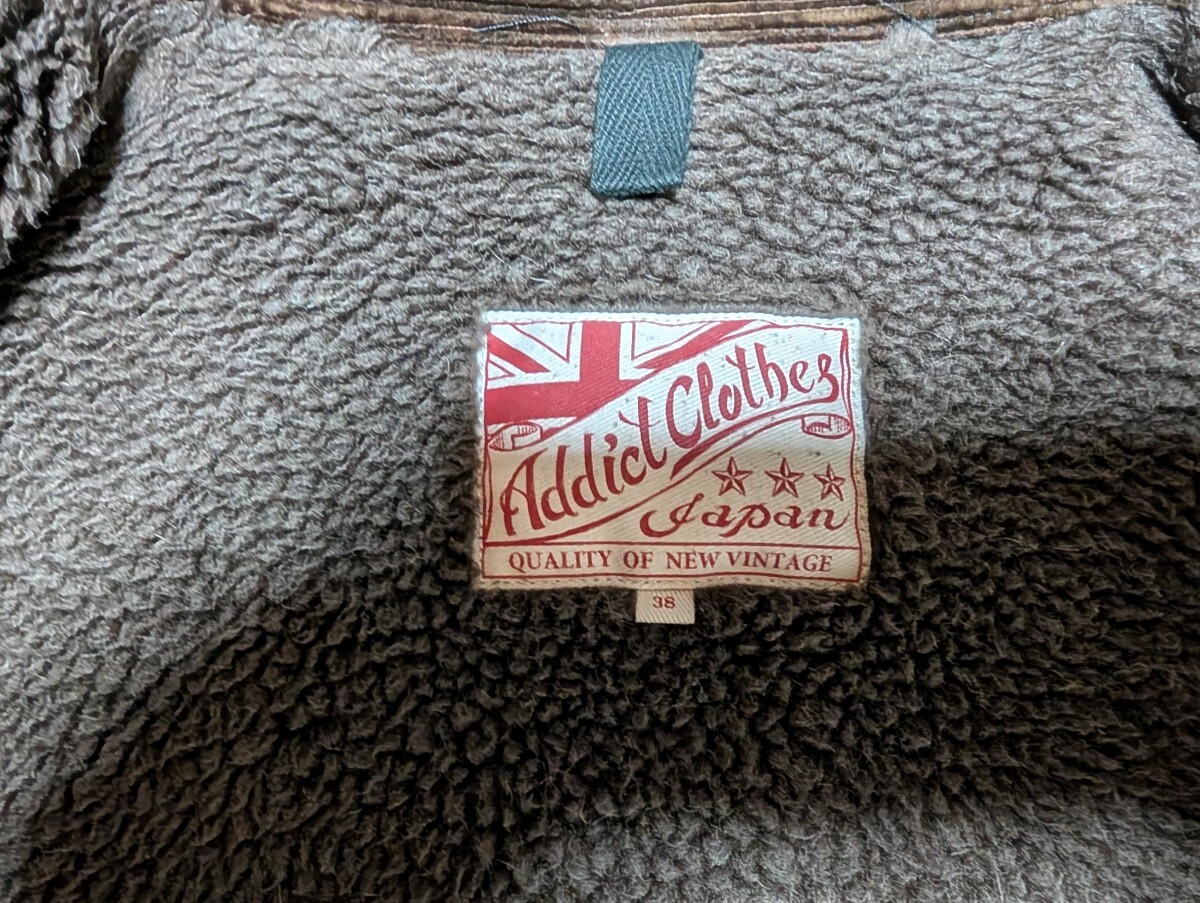 Addict Clothes
Japan
QUALITY OF NEW VINTAGE
38